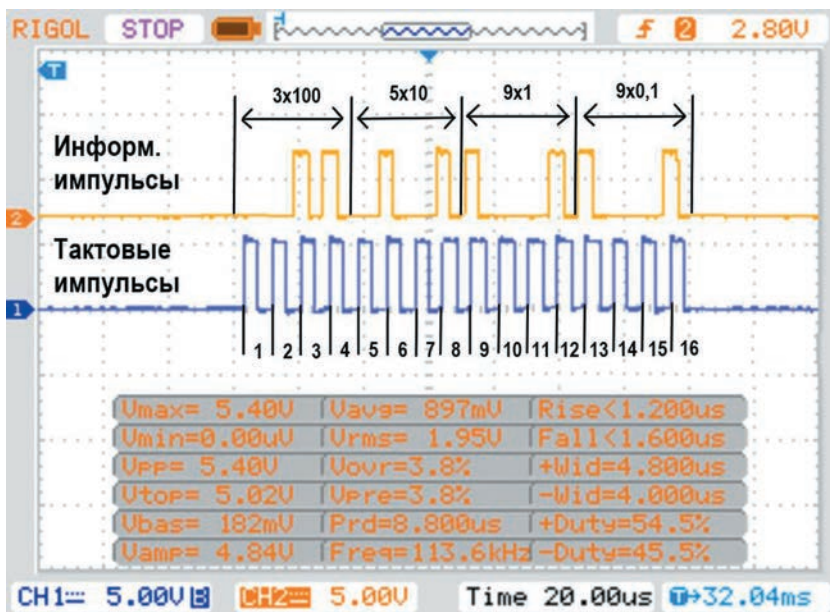 RIGOL STOP f 2 2.80V
T
3x100 5x10 9x1 9x0,1
Информ.
импульсы
2
Тактовые
импульсы
1
1 2 3 4 5 6 7 8 9 10 11 12 13 14 15 16
Vmax= 5.40V Vavg= 897mV Rise<1.200us
Vmin=0.00uV Vrms= 1.95V Fall<1.600us
Vpp= 5.40V Vovr=3.8% +Wid=4.800us
Vtop= 5.02V Vpre=3.8% -Wid=4.000us
Vbas= 182mV Prd=8.800us +Duty=54.5%
Vamp= 4.84V Freq=113.6kHz -Duty=45.5%
CH1 5.00V B CH2 5.00V Time 20.00us T→32.04ms